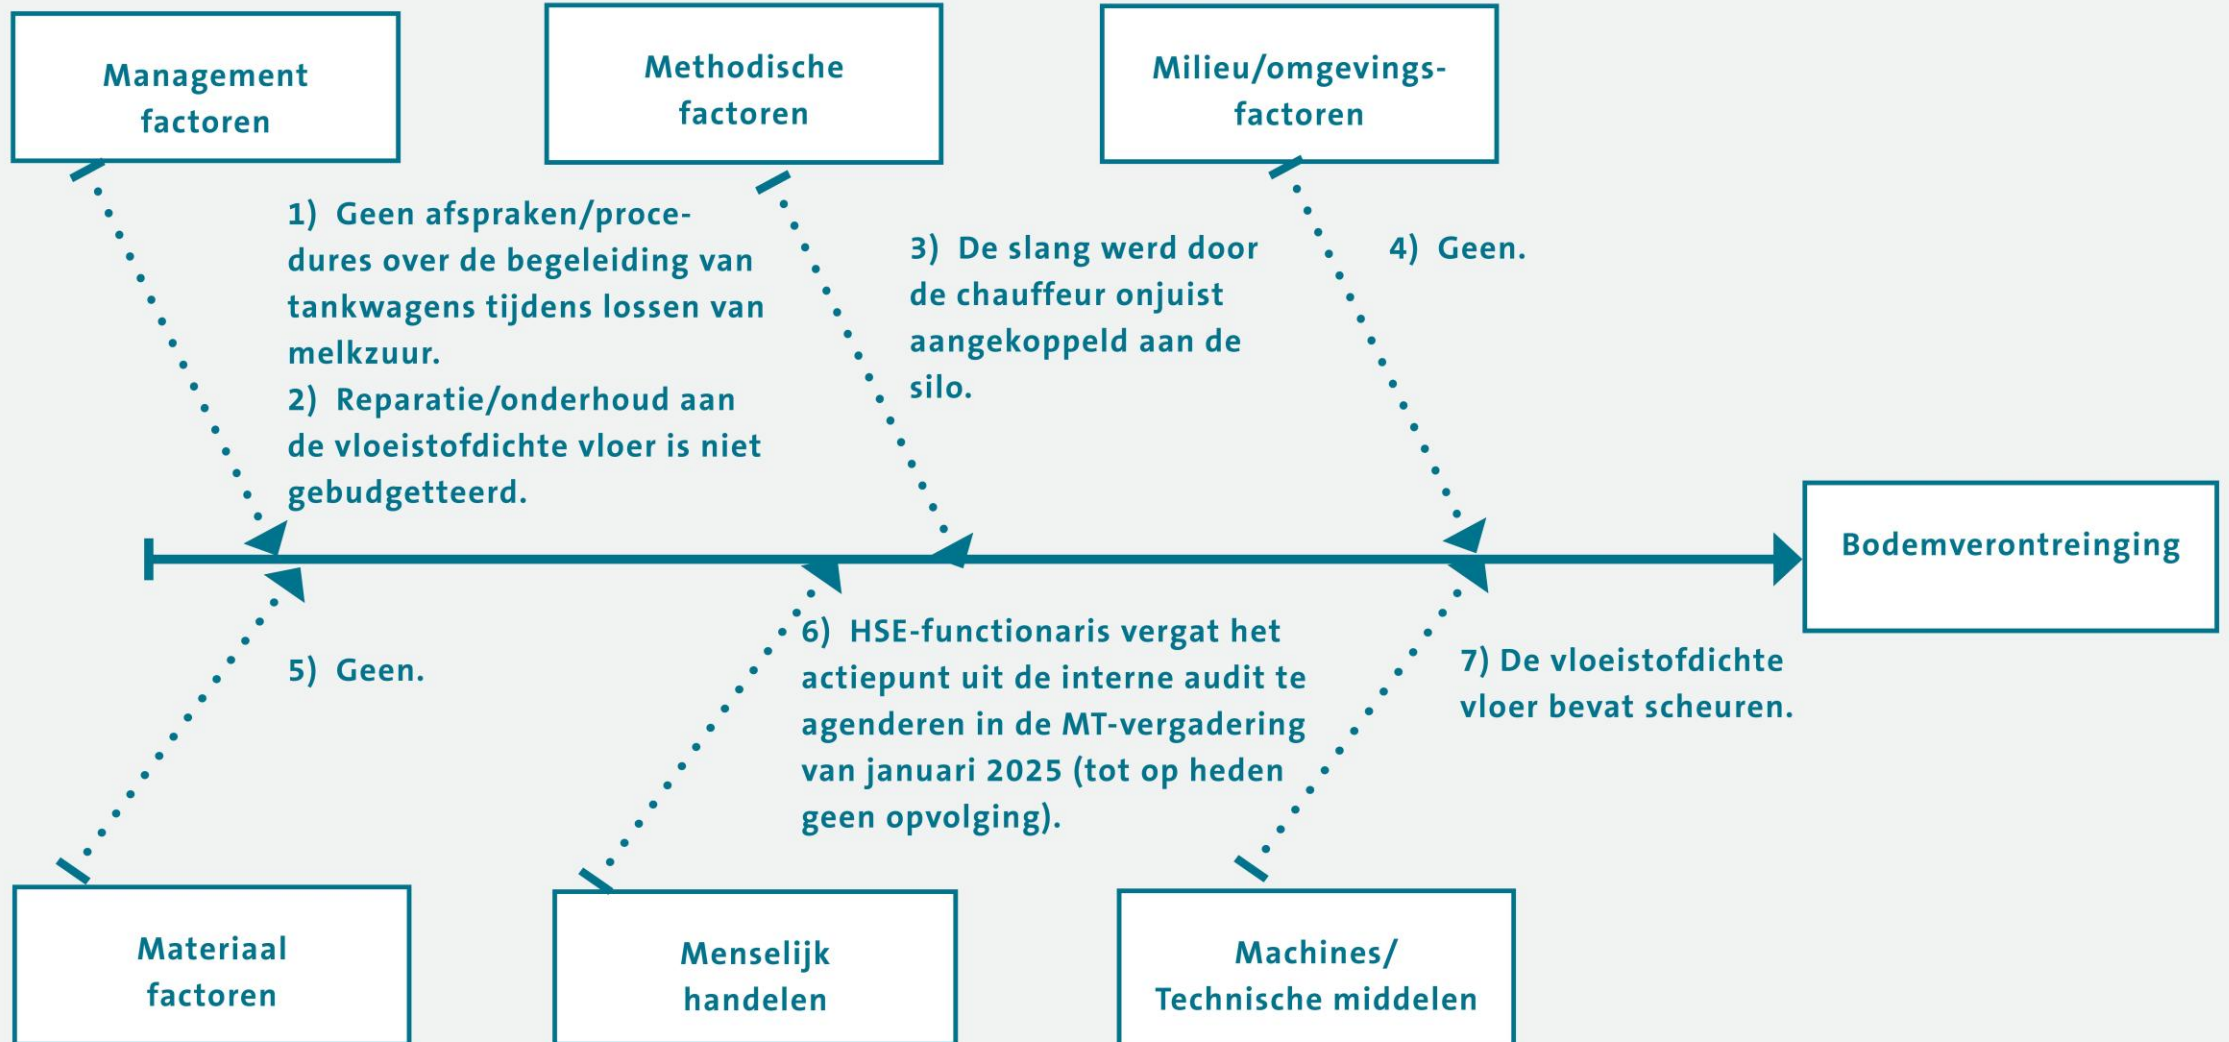 Management
factoren
Methodische
factoren
Milieu/omgevings-
factoren
1) Geen afspraken/proce-
dures over de begeleiding van
tankwagens tijdens lossen van
melkzuur.
2) Reparatie/onderhoud aan
de vloeistofdichte vloer is niet
gebudgetteerd.
3) De slang werd door
de chauffeur onjuist
aangekoppeld aan de
silo.
4) Geen.
Bodemverontreinging
5) Geen.
6) HSE-functionaris vergat het
actiepunt uit de interne audit te
agenderen in de MT-vergadering
van januari 2025 (tot op heden
geen opvolging).
7) De vloeistofdichte
vloer bevat scheuren.
Materiaal
factoren
Menselijk
handelen
Machines/
Technische middelen